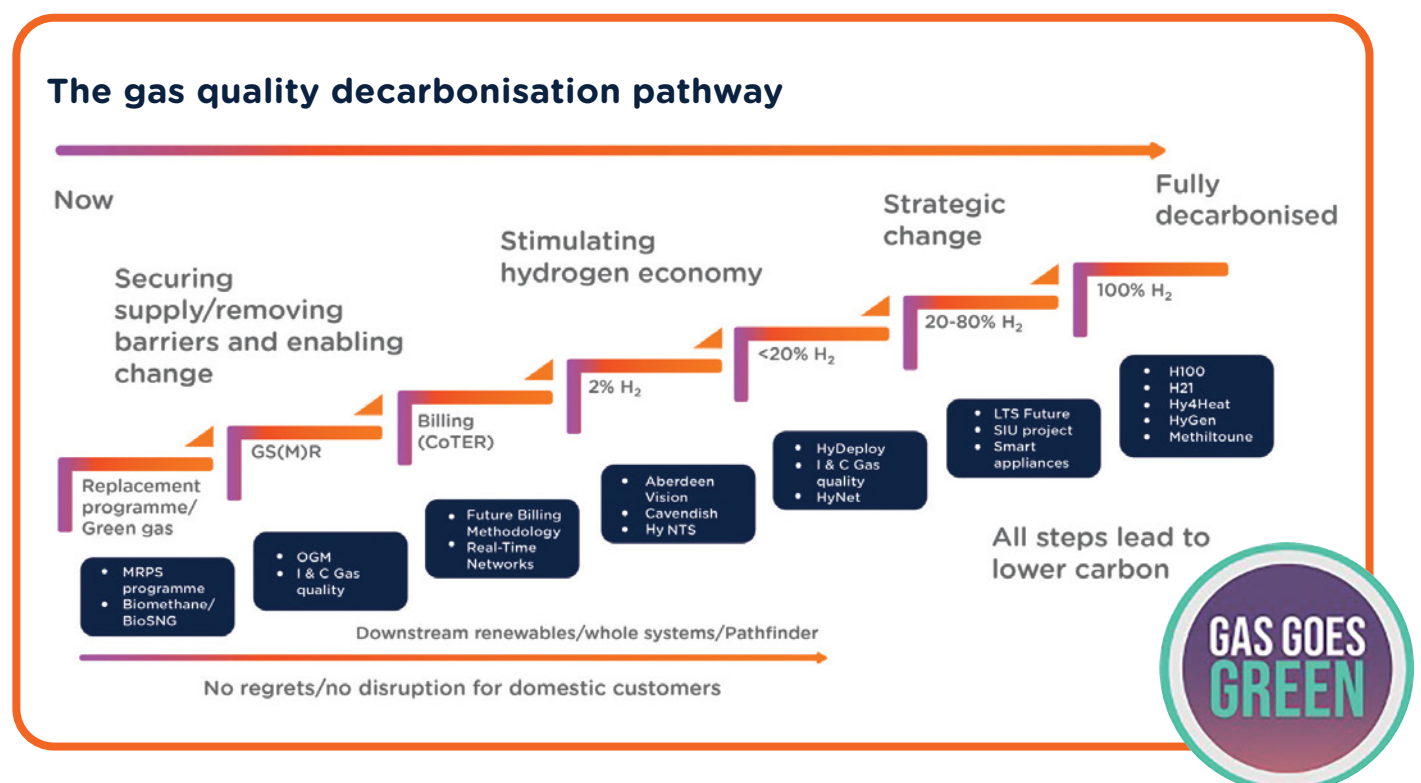 The gas quality decarbonisation pathway
Now
Fully
decarbonised
Strategic
change
Stimulating
hydrogen economy
Securing
supply/removing
barriers and enabling
change
Replacement
programme/
Green gas
GS(M)R
Billing
(CoTER)
2% H₂
<20% H₂
20-80% H₂
100% H₂
• MRPS
programme
• Biomethane/
BioSNG
• OGM
• I & C Gas
quality
• Future Billing
Methodology
• Real-Time
Networks
• Aberdeen
Vision
• Cavendish
• Hy NTS
• HyDeploy
• I & C Gas
quality
• HyNet
• LTS Future
• SIU project
• Smart
appliances
• H100
• H21
• Hy4Heat
• HyGen
• Methiltoune
All steps lead to
lower carbon
Downstream renewables/whole systems/Pathfinder
No regrets/no disruption for domestic customers
GAS GOES
GREEN